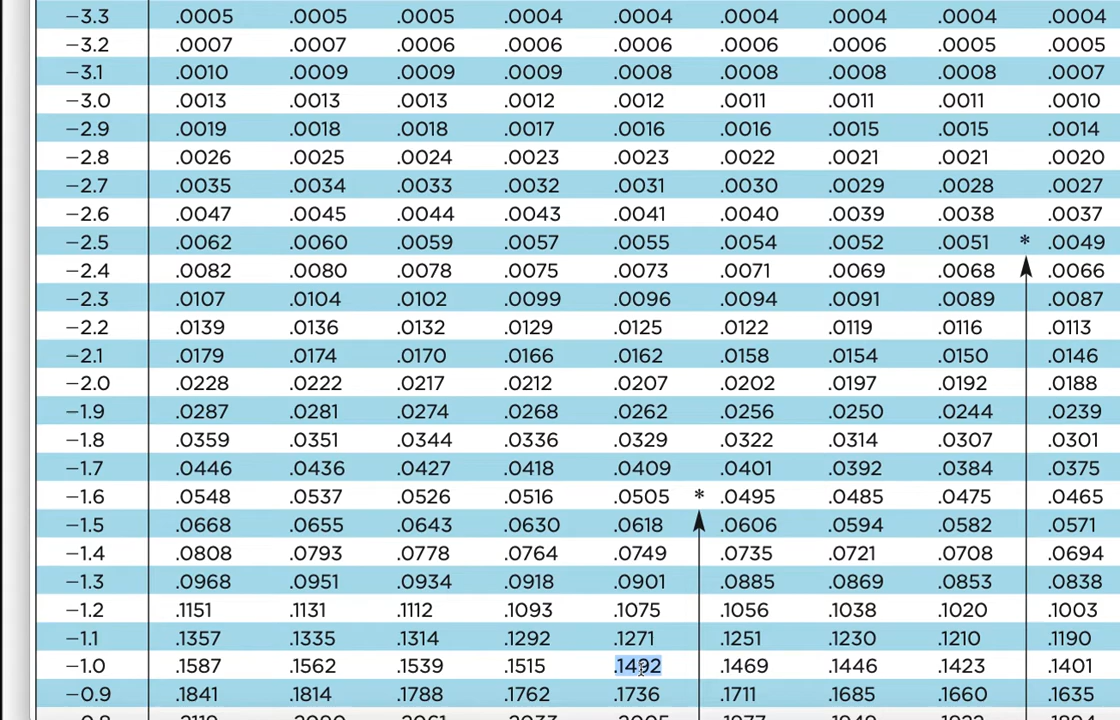 −3.3 .0005 .0005 .0005 .0004 .0004 .0004 .0004 .0004 .0004
−3.2 .0007 .0007 .0006 .0006 .0006 .0006 .0006 .0005 .0005
−3.1 .0010 .0009 .0009 .0009 .0008 .0008 .0008 .0008 .0007
−3.0 .0013 .0013 .0013 .0012 .0012 .0011 .0011 .0011 .0010
−2.9 .0019 .0018 .0018 .0017 .0016 .0016 .0015 .0015 .0014
−2.8 .0026 .0025 .0024 .0023 .0023 .0022 .0021 .0021 .0020
−2.7 .0035 .0034 .0033 .0032 .0031 .0030 .0029 .0028 .0027
−2.6 .0047 .0045 .0044 .0043 .0041 .0040 .0039 .0038 .0037
−2.5 .0062 .0060 .0059 .0057 .0055 .0054 .0052 .0051 * .0049
−2.4 .0082 .0080 .0078 .0075 .0073 .0071 .0069 .0068 .0066
−2.3 .0107 .0104 .0102 .0099 .0096 .0094 .0091 .0089 .0087
−2.2 .0139 .0136 .0132 .0129 .0125 .0122 .0119 .0116 .0113
−2.1 .0179 .0174 .0170 .0166 .0162 .0158 .0154 .0150 .0146
−2.0 .0228 .0222 .0217 .0212 .0207 .0202 .0197 .0192 .0188
−1.9 .0287 .0281 .0274 .0268 .0262 .0256 .0250 .0244 .0239
−1.8 .0359 .0351 .0344 .0336 .0329 .0322 .0314 .0307 .0301
−1.7 .0446 .0436 .0427 .0418 .0409 .0401 .0392 .0384 .0375
−1.6 .0548 .0537 .0526 .0516 .0505 * .0495 .0485 .0475 .0465
−1.5 .0668 .0655 .0643 .0630 .0618 .0606 .0594 .0582 .0571
−1.4 .0808 .0793 .0778 .0764 .0749 .0735 .0721 .0708 .0694
−1.3 .0968 .0951 .0934 .0918 .0901 .0885 .0869 .0853 .0838
−1.2 .1151 .1131 .1112 .1093 .1075 .1056 .1038 .1020 .1003
−1.1 .1357 .1335 .1314 .1292 .1271 .1251 .1230 .1210 .1190
−1.0 .1587 .1562 .1539 .1515 .1492 .1469 .1446 .1423 .1401
−0.9 .1841 .1814 .1788 .1762 .1736 .1711 .1685 .1660 .1635